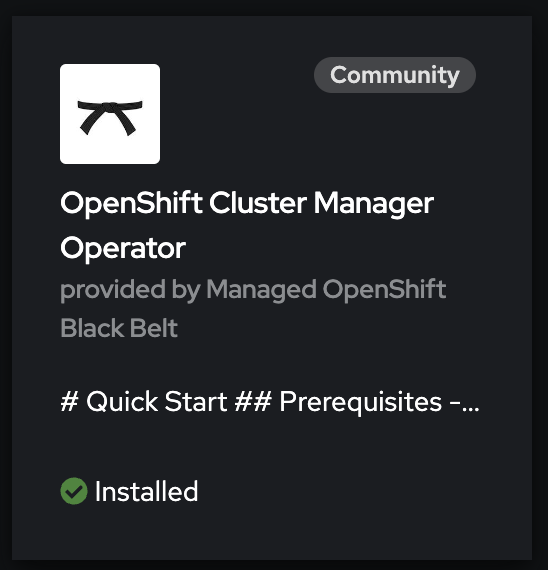 Community
OpenShift Cluster Manager
Operator
provided by Managed OpenShift
Black Belt
# Quick Start ## Prerequisites -...
Installed